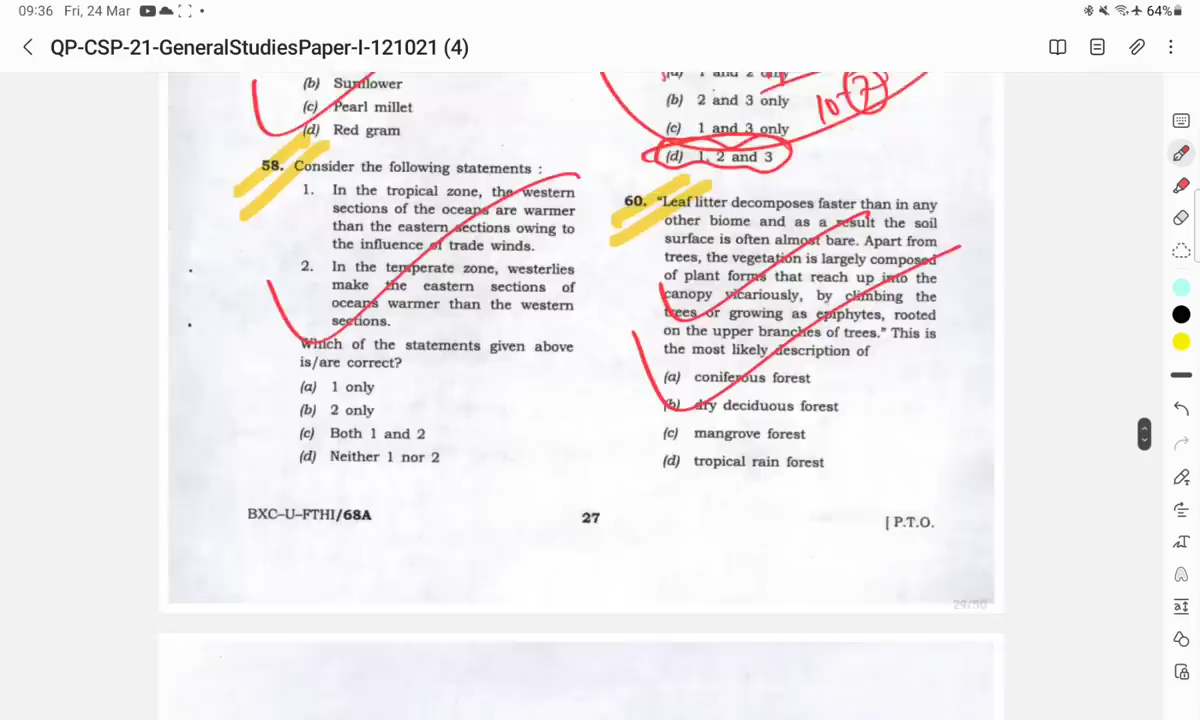 09:36 Fri, 24 Mar
64%
QP-CSP-21-GeneralStudiesPaper-I-121021 (4)
(b) Sunflower
(c) Pearl millet
(d) Red gram
58. Consider the following statements :
1. In the tropical zone, the western
sections of the oceans are warmer
than the eastern sections owing to
the influence of trade winds.
2. In the temperate zone, westerlies
make the eastern sections of
oceans warmer than the western
sections.
Which of the statements given above
is/are correct?
(a) 1 only
(b) 2 only
(c) Both 1 and 2
(d) Neither 1 nor 2
(a) 1 and 2 only
(b) 2 and 3 only
(c) 1 and 3 only
(d) 1, 2 and 3
60. "Leaf litter decomposes faster than in any
other biome and as a result the soil
surface is often almost bare. Apart from
trees, the vegetation is largely composed
of plant forms that reach up into the
canopy vicariously, by climbing the
trees or growing as epiphytes, rooted
on the upper branches of trees." This is
the most likely description of
(a) coniferous forest
(b) dry deciduous forest
(c) mangrove forest
(d) tropical rain forest
BXC-U-FTHI/68A
27
[ P.T.O.
29/50